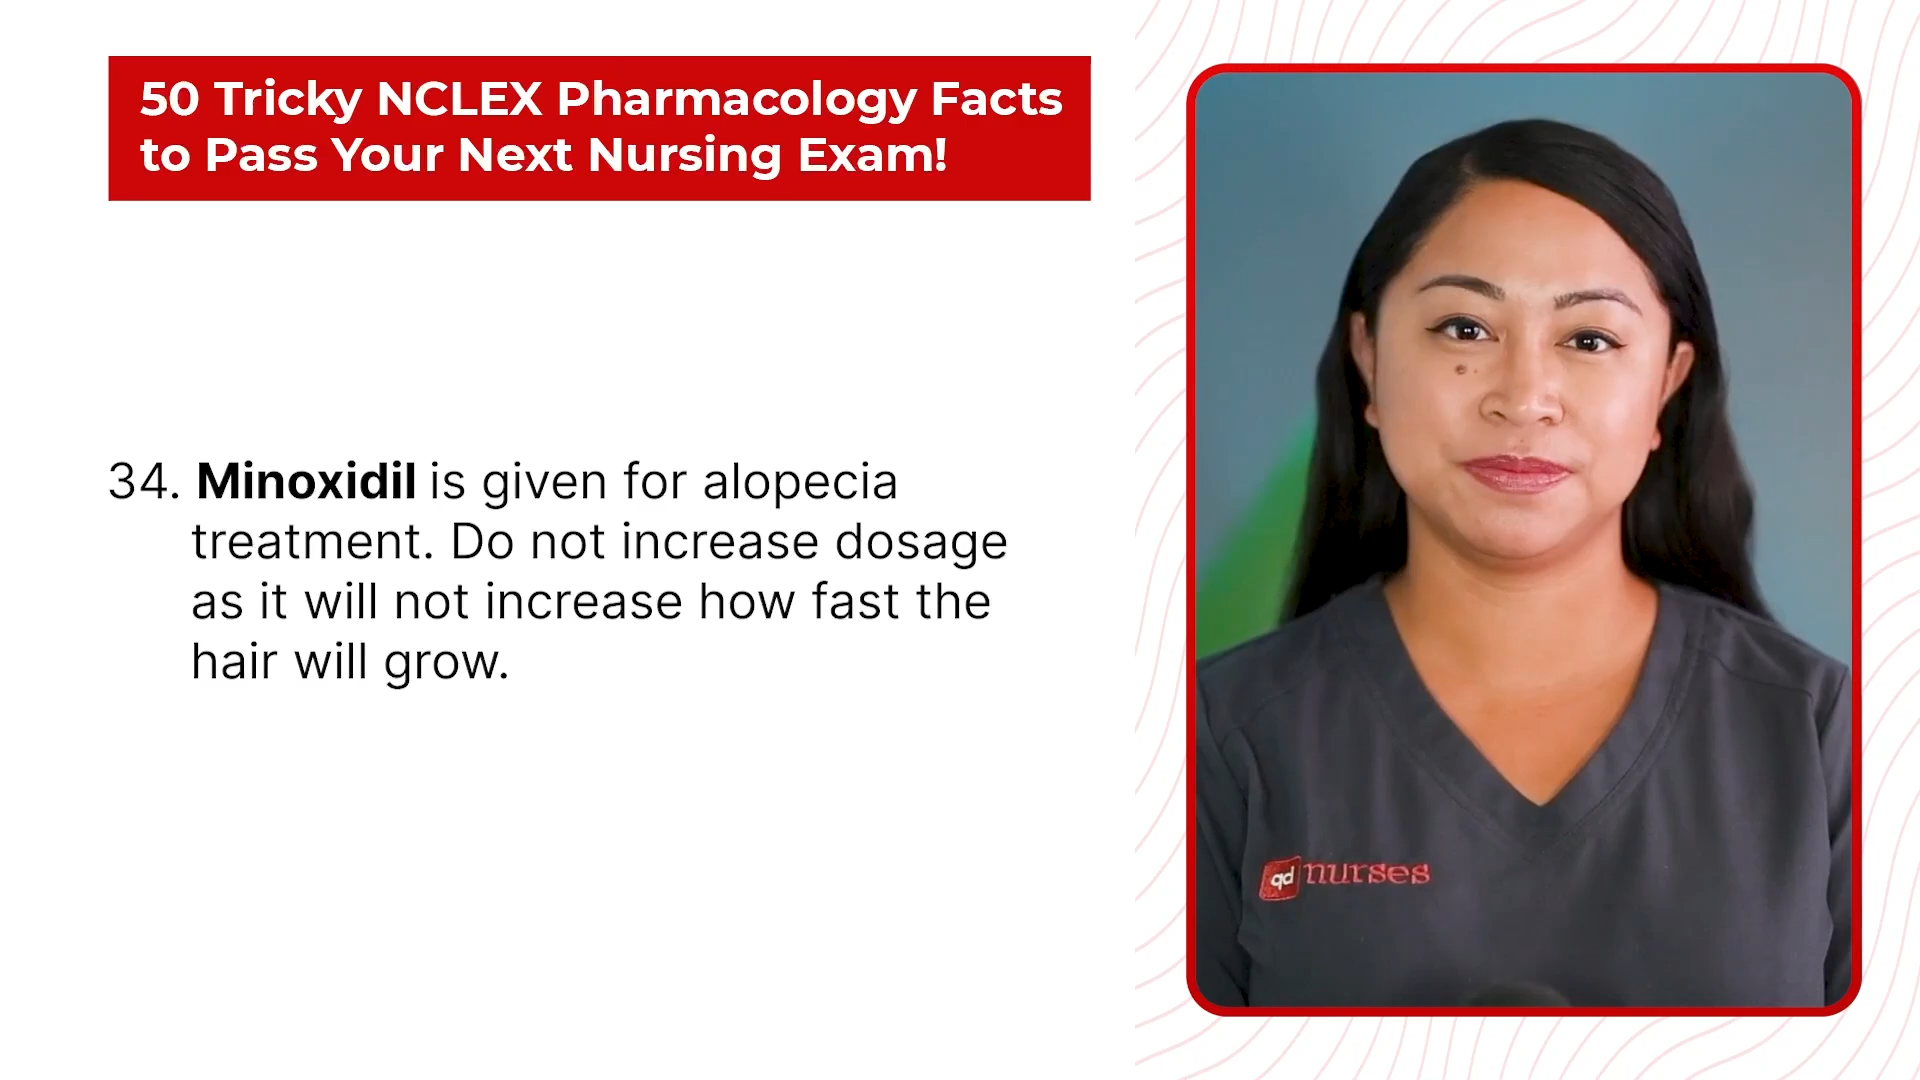 50 Tricky NCLEX Pharmacology Facts
to Pass Your Next Nursing Exam!
34. Minoxidil is given for alopecia
treatment. Do not increase dosage
as it will not increase how fast the
hair will grow.
qd nurses